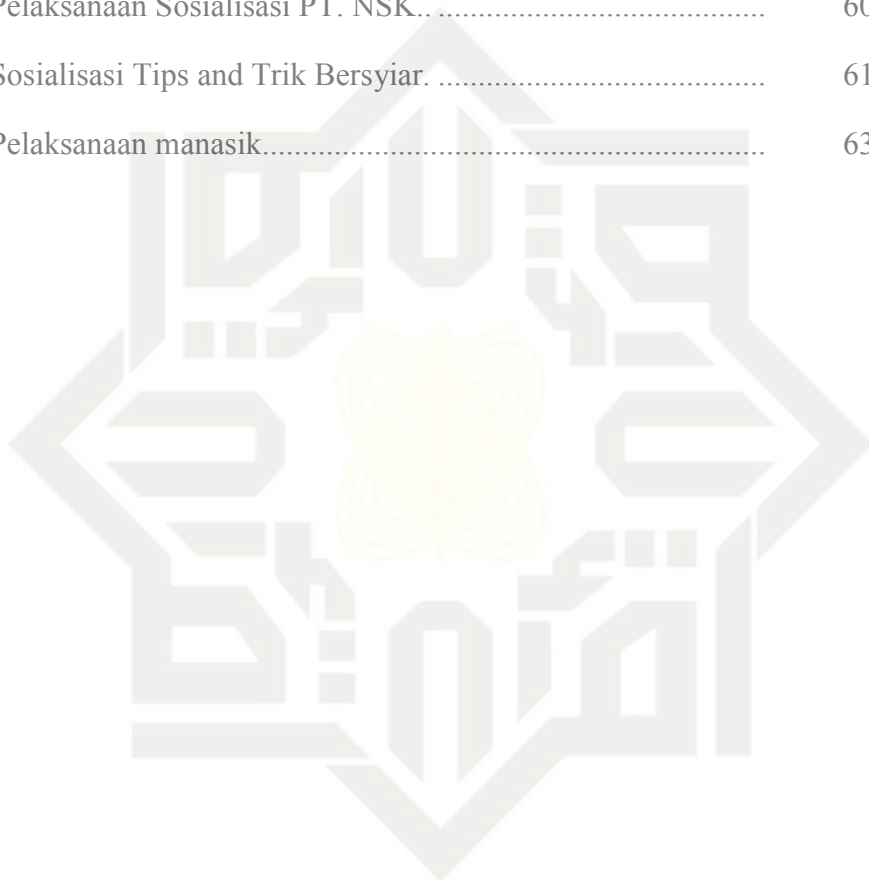 Pelaksanaan Sosialisasi PT. NSK.. ......................................... 60
Sosialisasi Tips and Trik Bersyiar. ......................................... 61
Pelaksanaan manasik.............................................................. 63